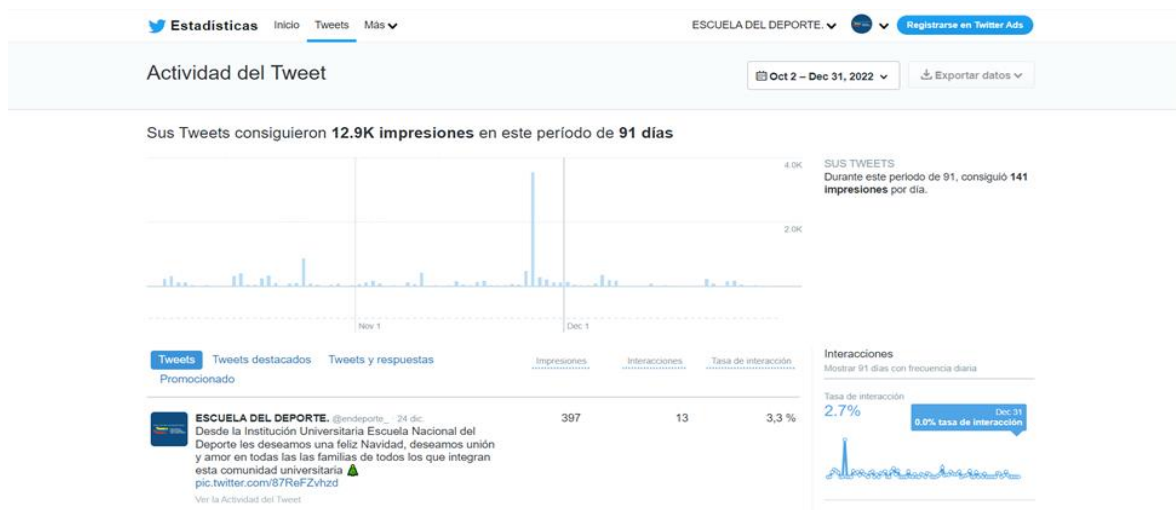 Estadísticas Inicio Tweets Más
ESCUELA DEL DEPORTE.
Registrarse en Twitter Ads
Actividad del Tweet
Oct 2 – Dec 31, 2022
Exportar datos
Sus Tweets consiguieron 12.9K impresiones en este período de 91 días
4.0K
2.0K
Nov 1
Dec 1
SUS TWEETS
Durante este periodo de 91, consiguió 141
impresiones por día.
Tweets Tweets destacados Tweets y respuestas
Promocionado
Impresiones Interacciones Tasa de interacción
ESCUELA DEL DEPORTE. @endeporte_ · 24 dic.
Desde la Institución Universitaria Escuela Nacional del
Deporte les deseamos una feliz Navidad, deseamos unión
y amor en todas las las familias de todos los que integran
esta comunidad universitaria 🎄
pic.twitter.com/87ReFZvhzd
Ver la Actividad del Tweet
397 13 3,3 %
Interacciones
Mostrar 91 días con frecuencia diaria
Tasa de interacción
2.7%
Dec 31
0.0% tasa de interacción